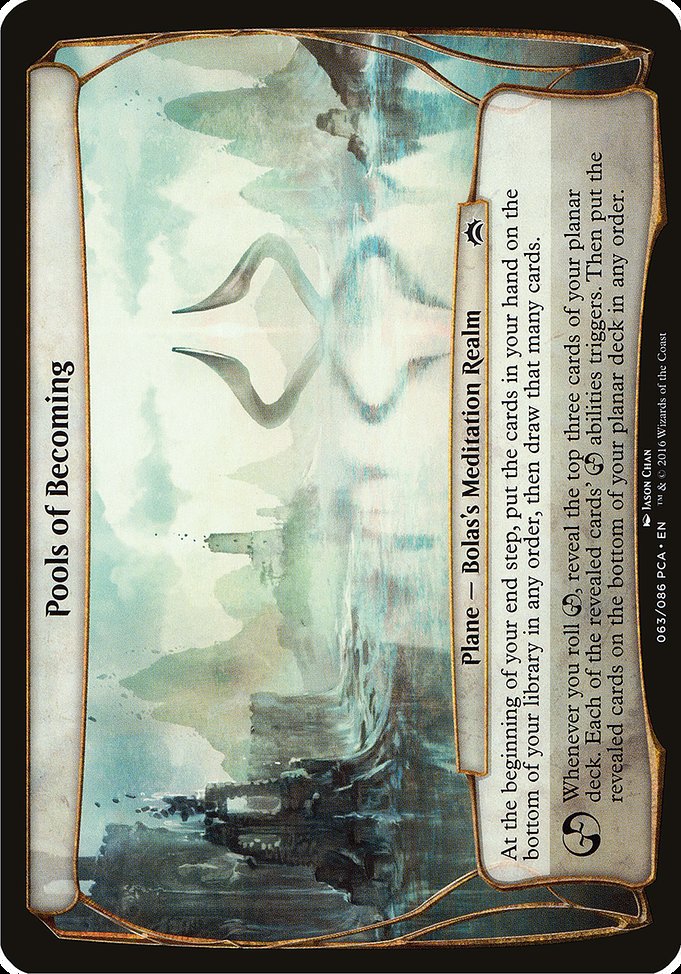 Pools of Becoming
Plane — Bolas's Meditation Realm
At the beginning of your end step, put the cards in your hand on the
bottom of your library in any order, then draw that many cards.
Whenever you roll , reveal the top three cards of your planar
deck. Each of the revealed cards' abilities triggers. Then put the
revealed cards on the bottom of your planar deck in any order.
063/086 PCA • EN JASON CHAN
™ & © 2016 Wizards of the Coast